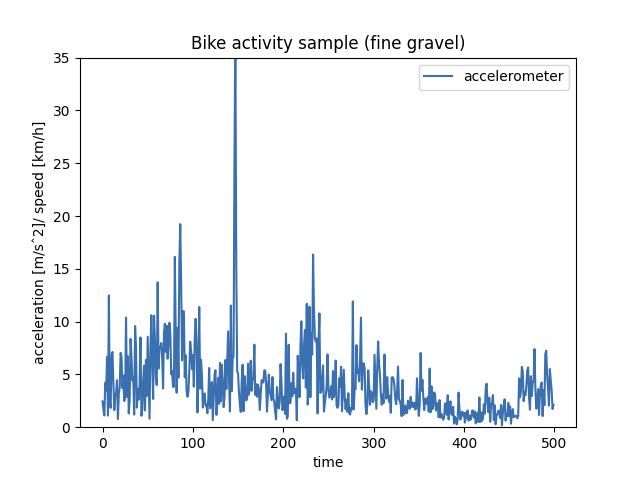 Bike activity sample (fine gravel)
accelerometer
acceleration [m/s^2]/ speed [km/h]
35
30
25
20
15
10
5
0
0 100 200 300 400 500
time